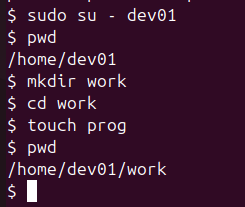 $ sudo su - dev01
$ pwd
/home/dev01
$ mkdir work
$ cd work
$ touch prog
$ pwd
/home/dev01/work
$